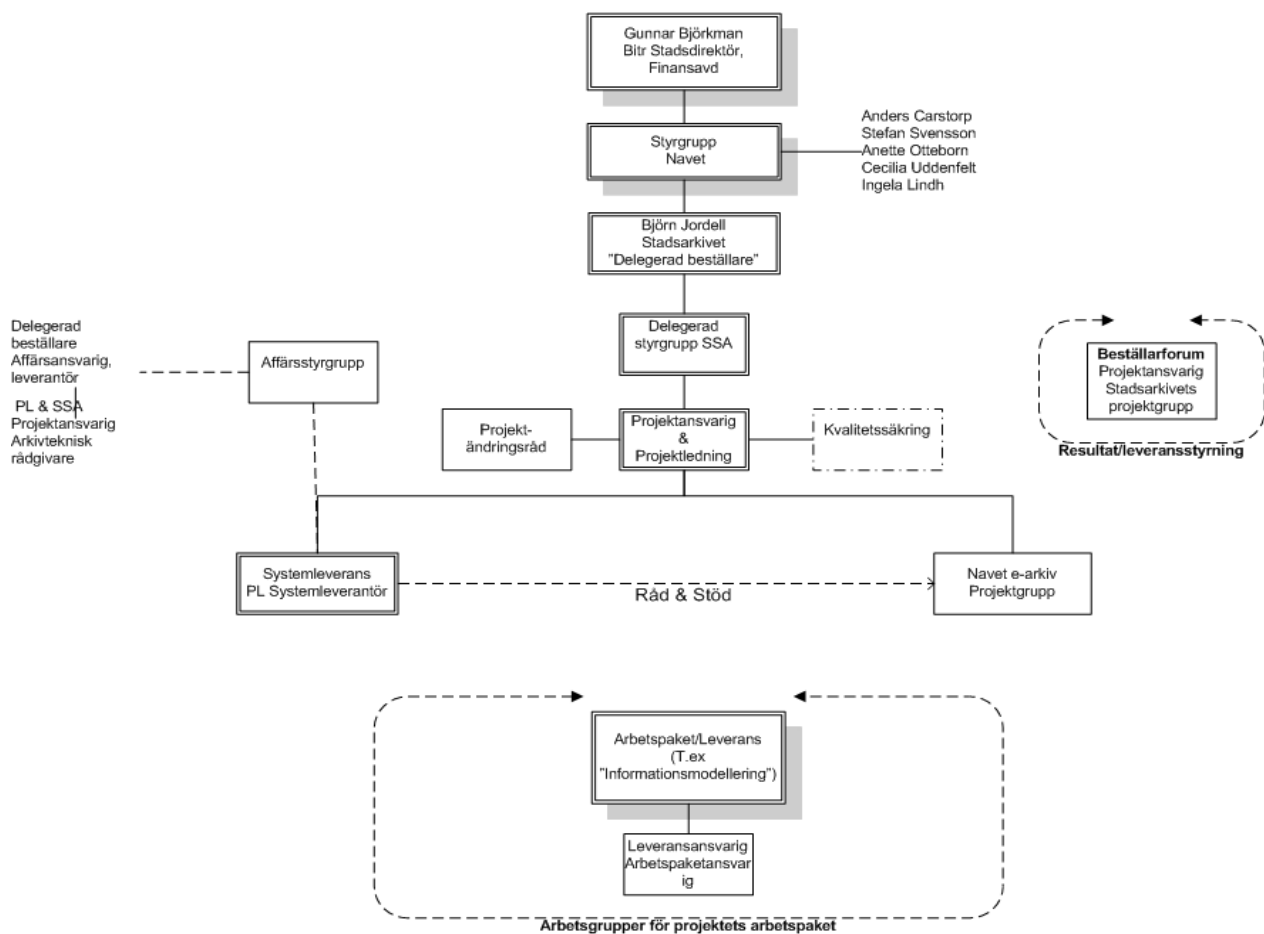 Gunnar Björkman
Bitr Stadsdirektör,
Finansavd
Styrgrupp
Navet
Anders Carstorp
Stefan Svensson
Anette Otteborn
Cecilia Uddenfelt
Ingela Lindh
Björn Jordell
Stadsarkivet
"Delegerad beställare"
Delegerad
styrgrupp SSA
Delegerad
beställare
Affärsansvarig,
leverantör
PL & SSA
Projektansvarig
Arkivteknisk
rådgivare
Affärsstyrgrupp
Beställarforum
Projektansvarig
Stadsarkivets
projektgrupp
Resultat/leveransstyrning
Projekt-
ändringsråd
Projektansvarig
&
Projektledning
Kvalitetssäkring
Systemleverans
PL Systemleverantör
Råd & Stöd
Navet e-arkiv
Projektgrupp
Arbetspaket/Leverans
(T.ex
"Informationsmodellering")
Leveransansvarig
Arbetspaketansvar
ig
Arbetsgrupper för projektets arbetspaket